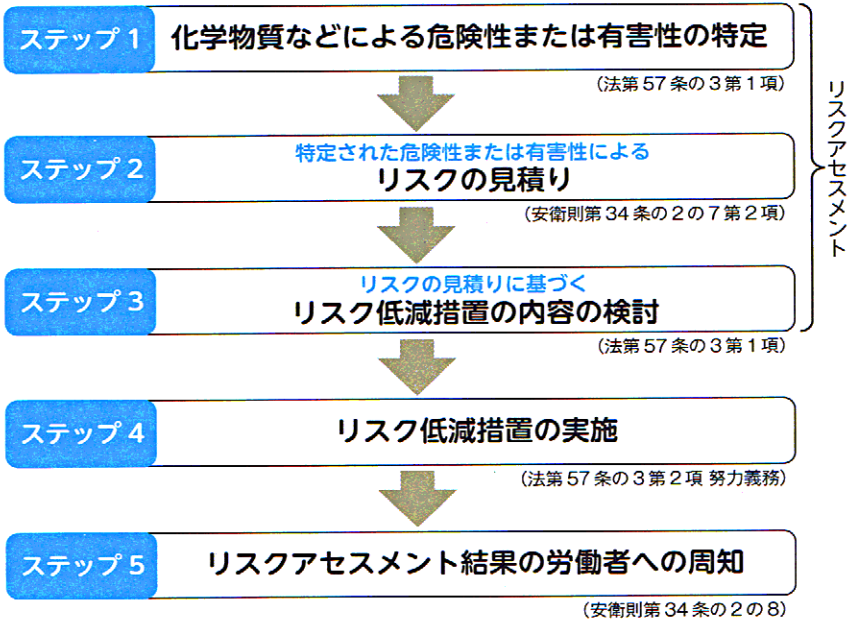 ステップ 1
化学物質などによる危険性または有害性の特定
(法第57条の3第1項)
ステップ 2
特定された危険性または有害性による
リスクの見積り
(安衛則第34条の2の7第2項)
ステップ 3
リスクの見積りに基づく
リスク低減措置の内容の検討
(法第57条の3第1項)
リスクアセスメント
ステップ 4
リスク低減措置の実施
(法第57条の3第2項 努力義務)
ステップ 5
リスクアセスメント結果の労働者への周知
(安衛則第34条の2の8)